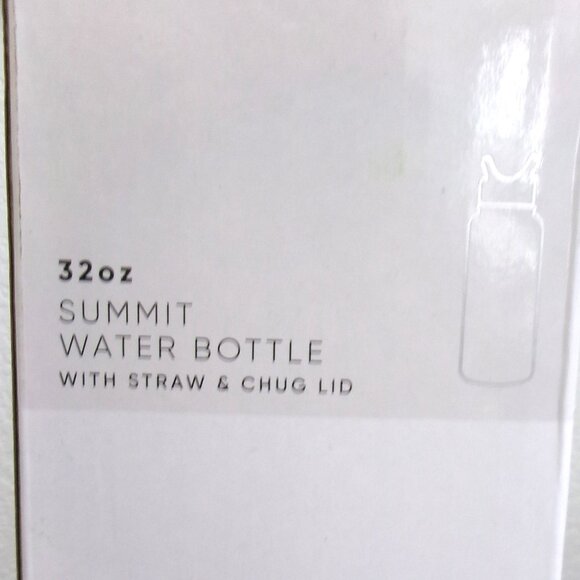 32oz
SUMMIT
WATER BOTTLE
WITH STRAW & CHUG LID